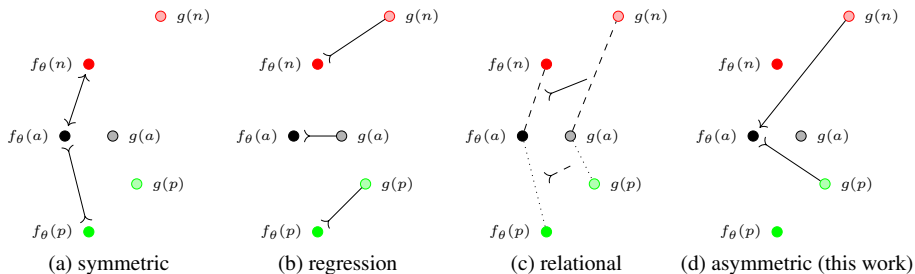 g(n)
f_θ(n)
f_θ(a)
g(a)
g(p)
f_θ(p)
(a) symmetric
g(n)
f_θ(n)
f_θ(a)
g(a)
g(p)
f_θ(p)
(b) regression
g(n)
f_θ(n)
f_θ(a)
g(a)
g(p)
f_θ(p)
(c) relational
g(n)
f_θ(n)
f_θ(a)
g(a)
g(p)
f_θ(p)
(d) asymmetric (this work)